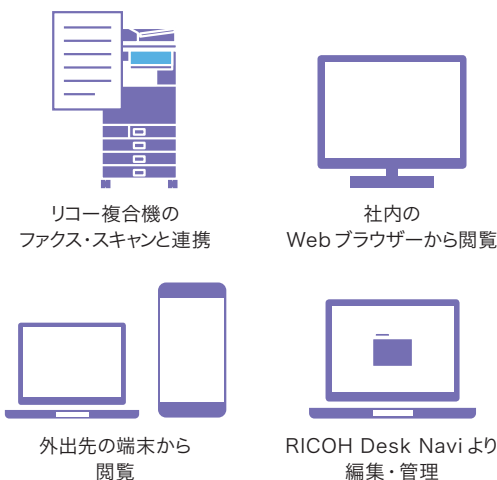 リコー複合機の
ファクス・スキャンと連携
社内の
Webブラウザーから閲覧
外出先の端末から
閲覧
RICOH Desk Naviより
編集・管理